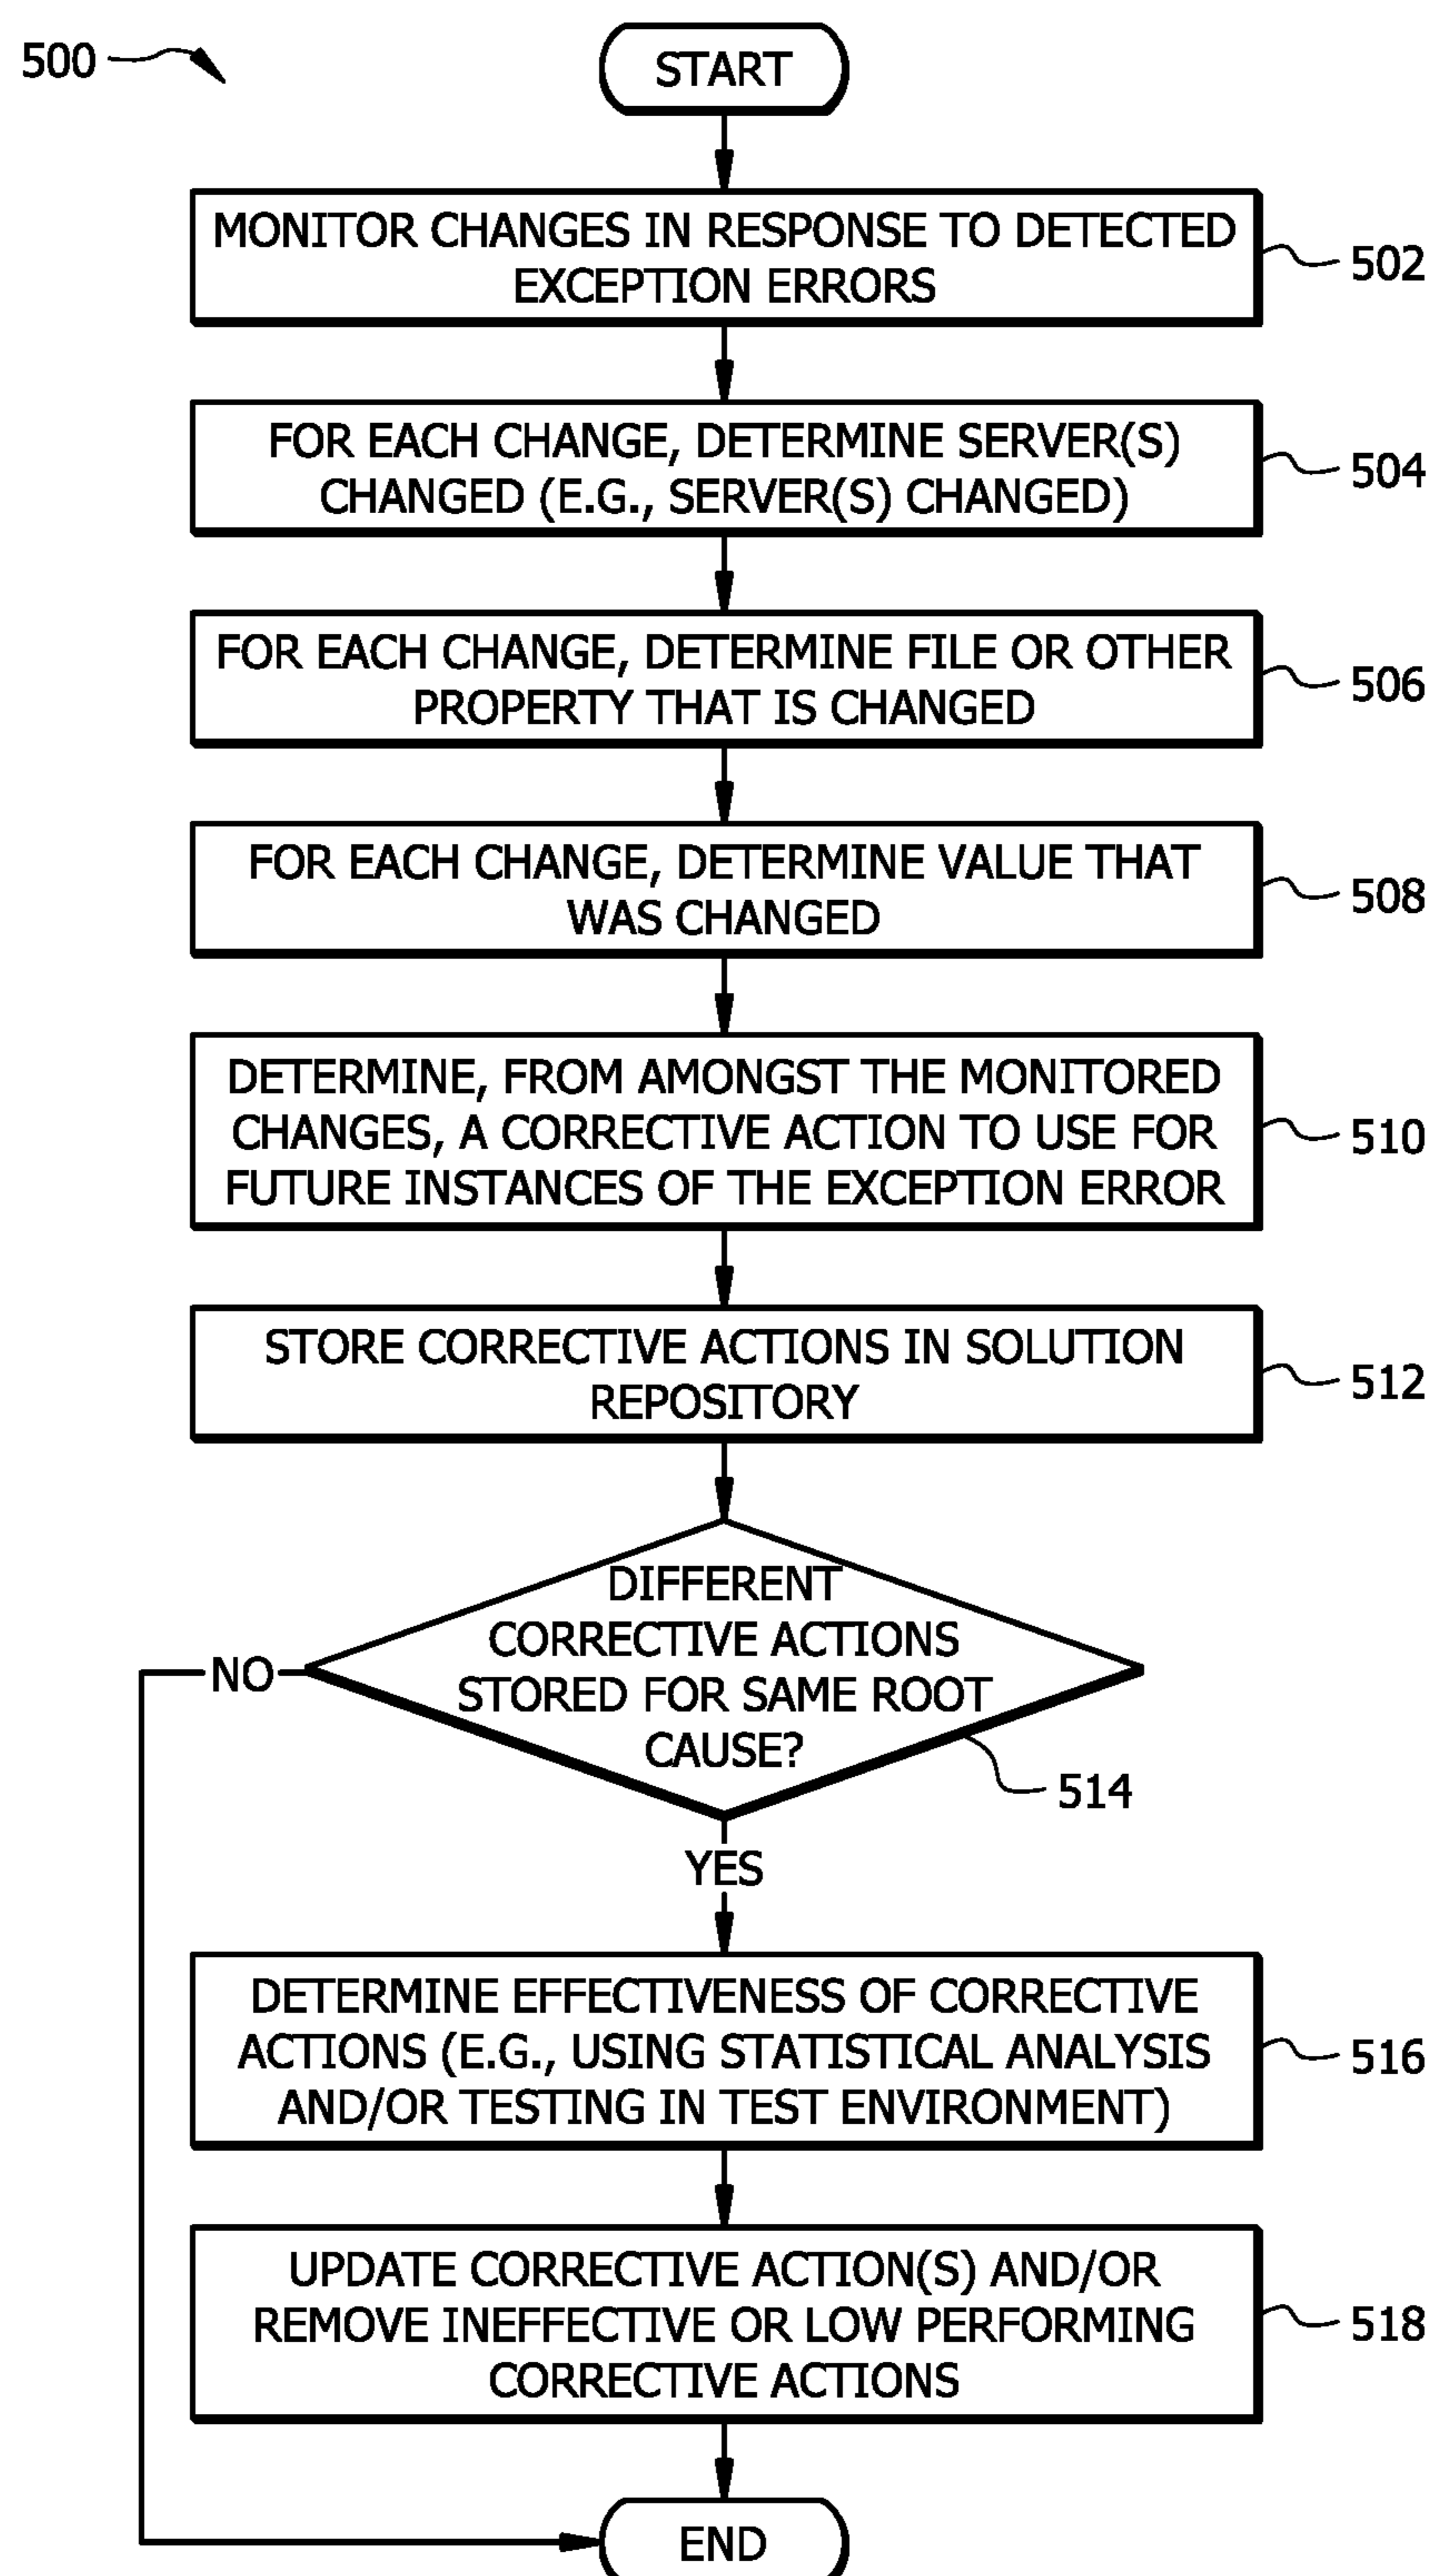 500
START
MONITOR CHANGES IN RESPONSE TO DETECTED
EXCEPTION ERRORS
502
FOR EACH CHANGE, DETERMINE SERVER(S)
CHANGED (E.G., SERVER(S) CHANGED)
504
FOR EACH CHANGE, DETERMINE FILE OR OTHER
PROPERTY THAT IS CHANGED
506
FOR EACH CHANGE, DETERMINE VALUE THAT
WAS CHANGED
508
DETERMINE, FROM AMONGST THE MONITORED
CHANGES, A CORRECTIVE ACTION TO USE FOR
FUTURE INSTANCES OF THE EXCEPTION ERROR
510
STORE CORRECTIVE ACTIONS IN SOLUTION
REPOSITORY
512
DIFFERENT
CORRECTIVE ACTIONS
STORED FOR SAME ROOT
CAUSE?
NO
514
YES
DETERMINE EFFECTIVENESS OF CORRECTIVE
ACTIONS (E.G., USING STATISTICAL ANALYSIS
AND/OR TESTING IN TEST ENVIRONMENT)
516
UPDATE CORRECTIVE ACTION(S) AND/OR
REMOVE INEFFECTIVE OR LOW PERFORMING
CORRECTIVE ACTIONS
518
END